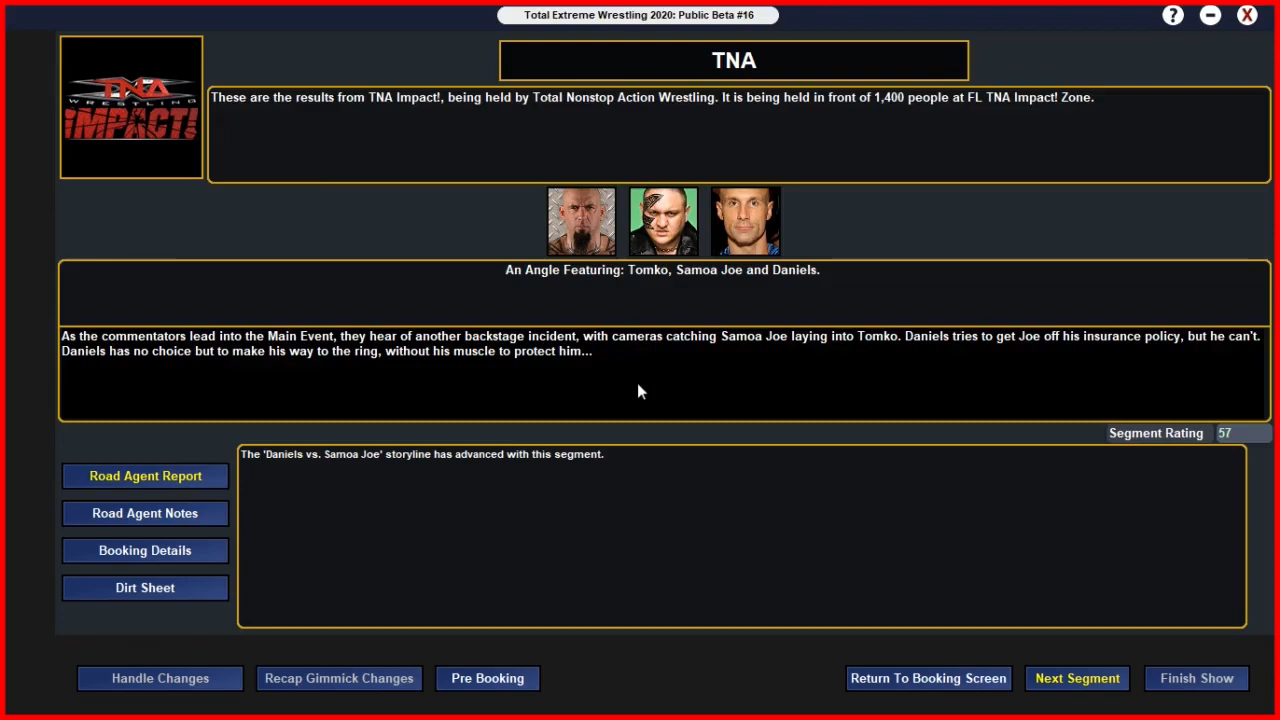 Total Extreme Wrestling 2020: Public Beta #16
?
X
TNA
TNA
WRESTLING
iMPACT!
These are the results from TNA Impact!, being held by Total Nonstop Action Wrestling. It is being held in front of 1,400 people at FL TNA Impact! Zone.
An Angle Featuring: Tomko, Samoa Joe and Daniels.
As the commentators lead into the Main Event, they hear of another backstage incident, with cameras catching Samoa Joe laying into Tomko. Daniels tries to get Joe off his insurance policy, but he can't.
Daniels has no choice but to make his way to the ring, without his muscle to protect him...
Segment Rating 57
Road Agent Report
The 'Daniels vs. Samoa Joe' storyline has advanced with this segment.
Road Agent Notes
Booking Details
Dirt Sheet
Handle Changes
Recap Gimmick Changes
Pre Booking
Return To Booking Screen
Next Segment
Finish Show